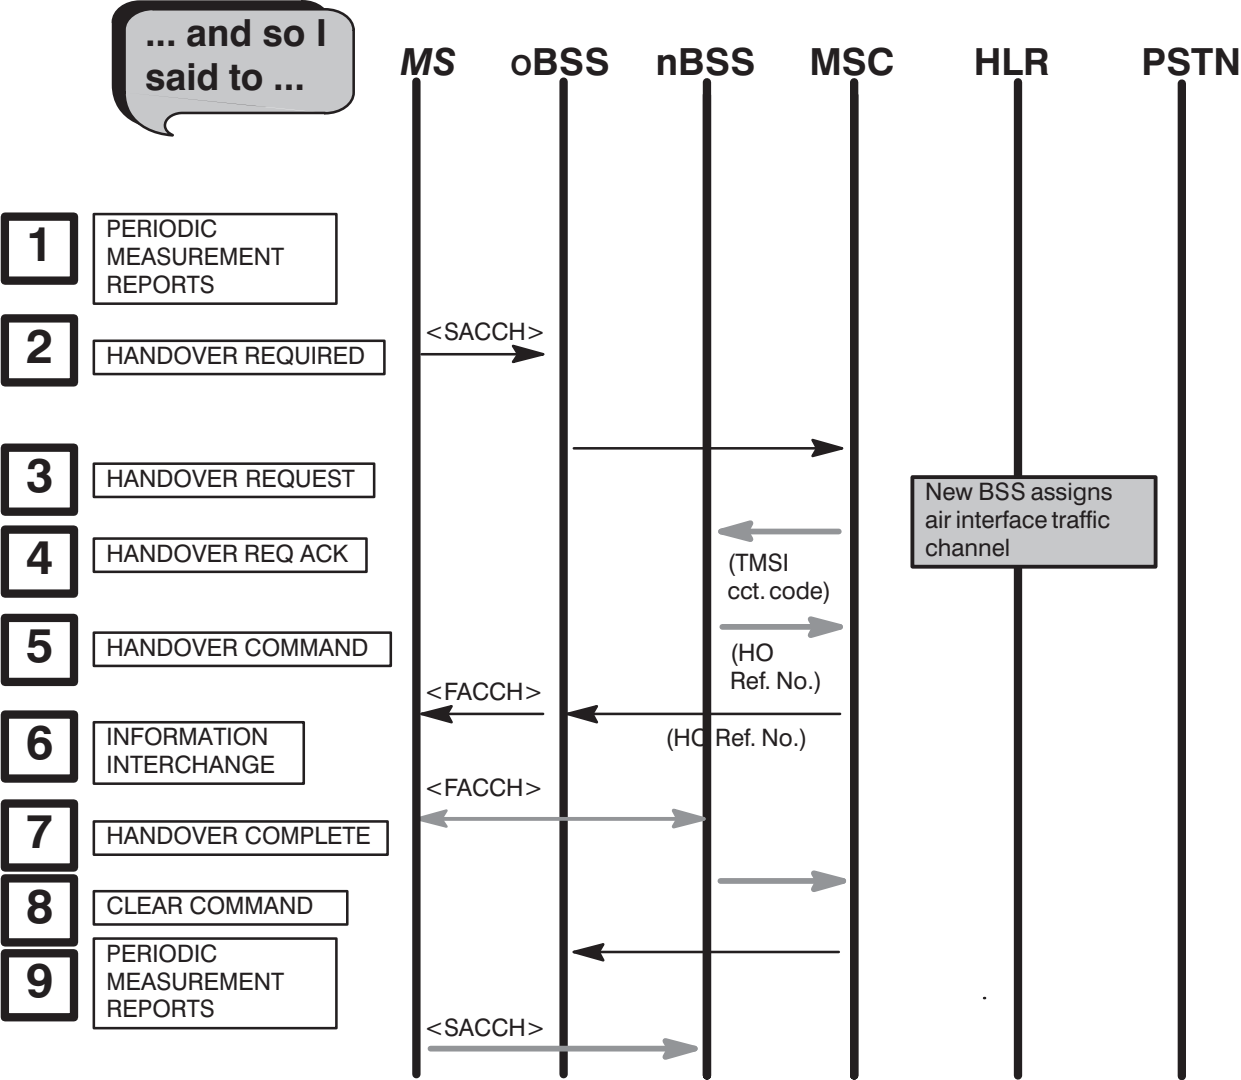 ... and so I
said to ...
MS oBSS nBSS MSC HLR PSTN
1
PERIODIC
MEASUREMENT
REPORTS
<SACCH>
2
HANDOVER REQUIRED
3
HANDOVER REQUEST
New BSS assigns
air interface traffic
channel
4
HANDOVER REQ ACK
(TMSI
cct. code)
5
HANDOVER COMMAND
(HO
Ref. No.)
<FACCH>
(HO Ref. No.)
6
INFORMATION
INTERCHANGE
<FACCH>
7
HANDOVER COMPLETE
8
CLEAR COMMAND
9
PERIODIC
MEASUREMENT
REPORTS
<SACCH>